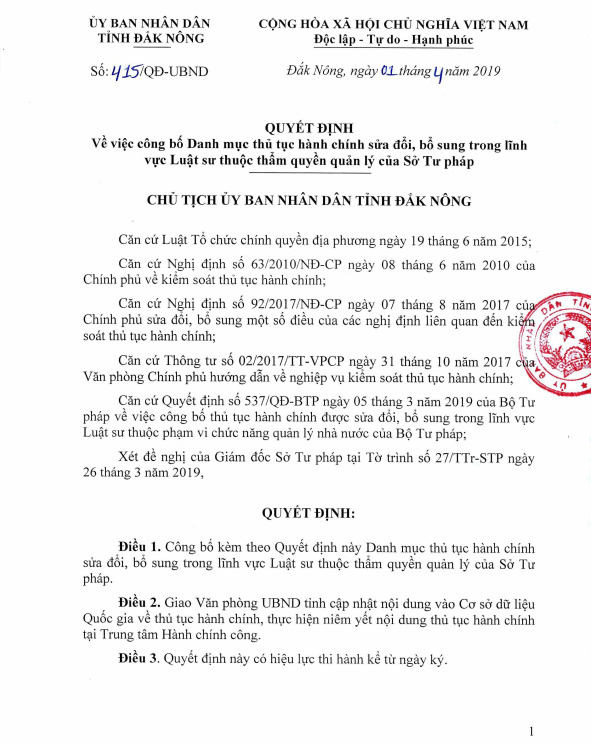 ỦY BAN NHÂN DÂN
TỈNH ĐẮK NÔNG
CỘNG HÒA XÃ HỘI CHỦ NGHĨA VIỆT NAM
Độc lập - Tự do - Hạnh phúc
Số: 415/QĐ-UBND
Đắk Nông, ngày 01 tháng 4 năm 2019
QUYẾT ĐỊNH
Về việc công bố Danh mục thủ tục hành chính sửa đổi, bổ sung trong lĩnh
vực Luật sư thuộc thẩm quyền quản lý của Sở Tư pháp
CHỦ TỊCH ỦY BAN NHÂN DÂN TỈNH ĐẮK NÔNG
Căn cứ Luật Tổ chức chính quyền địa phương ngày 19 tháng 6 năm 2015;
Căn cứ Nghị định số 63/2010/NĐ-CP ngày 08 tháng 6 năm 2010 của
Chính phủ về kiểm soát thủ tục hành chính;
Căn cứ Nghị định số 92/2017/NĐ-CP ngày 07 tháng 8 năm 2017 của
Chính phủ sửa đổi, bổ sung một số điều của các nghị định liên quan đến kiểm
soát thủ tục hành chính;
Căn cứ Thông tư số 02/2017/TT-VPCP ngày 31 tháng 10 năm 2017 của
Văn phòng Chính phủ hướng dẫn về nghiệp vụ kiểm soát thủ tục hành chính;
Căn cứ Quyết định số 537/QĐ-BTP ngày 05 tháng 3 năm 2019 của Bộ Tư
pháp về việc công bố thủ tục hành chính được sửa đổi, bổ sung trong lĩnh vực
Luật sư thuộc phạm vi chức năng quản lý nhà nước của Bộ Tư pháp;
Xét đề nghị của Giám đốc Sở Tư pháp tại Tờ trình số 27/TTr-STP ngày
26 tháng 3 năm 2019,
QUYẾT ĐỊNH:
Điều 1. Công bố kèm theo Quyết định này Danh mục thủ tục hành chính
sửa đổi, bổ sung trong lĩnh vực Luật sư thuộc thẩm quyền quản lý của Sở Tư
pháp.
Điều 2. Giao Văn phòng UBND tỉnh cập nhật nội dung vào Cơ sở dữ liệu
Quốc gia về thủ tục hành chính, thực hiện niêm yết nội dung thủ tục hành chính
tại Trung tâm Hành chính công.
Điều 3. Quyết định này có hiệu lực thi hành kể từ ngày ký.
ỦY BAN NHÂN DÂN TỈNH
1